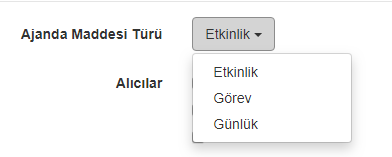 Ajanda Maddesi Türü Etkinlik
Etkinlik
Alıcılar
Görev
Günlük